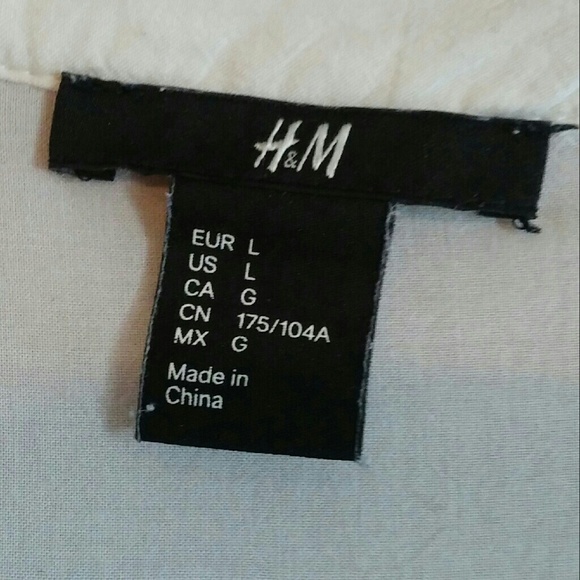 H&M
EUR L
US L
CA G
CN 175/104A
MX G
Made in
China